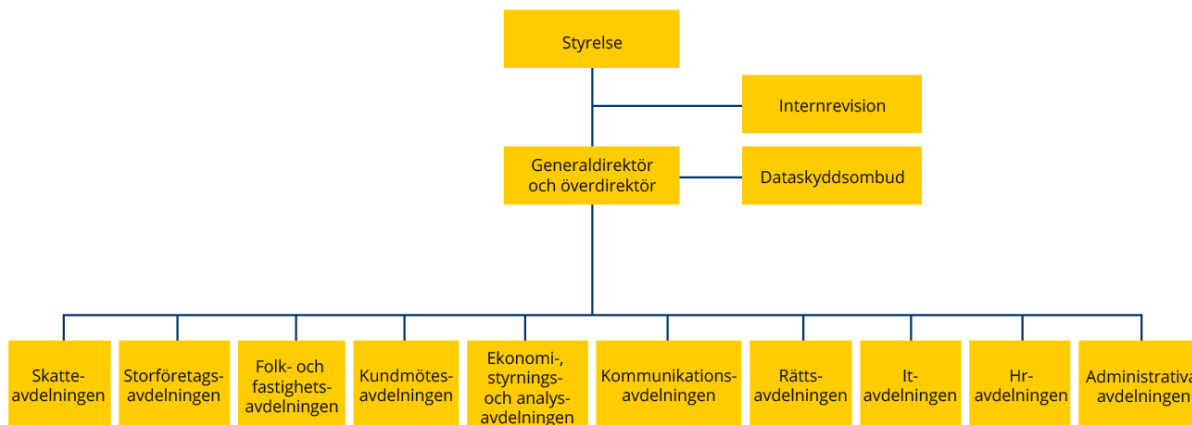 Styrelse
Internrevision
Generaldirektör
och överdirektör
Dataskyddsombud
Skatte-
avdelningen
Storföretags-
avdelningen
Folk- och
fastighets-
avdelningen
Kundmötes-
avdelningen
Ekonomi-,
styrnings-
och analys-
avdelningen
Kommunikations-
avdelningen
Rätts-
avdelningen
It-
avdelningen
Hr-
avdelningen
Administrativa
avdelningen